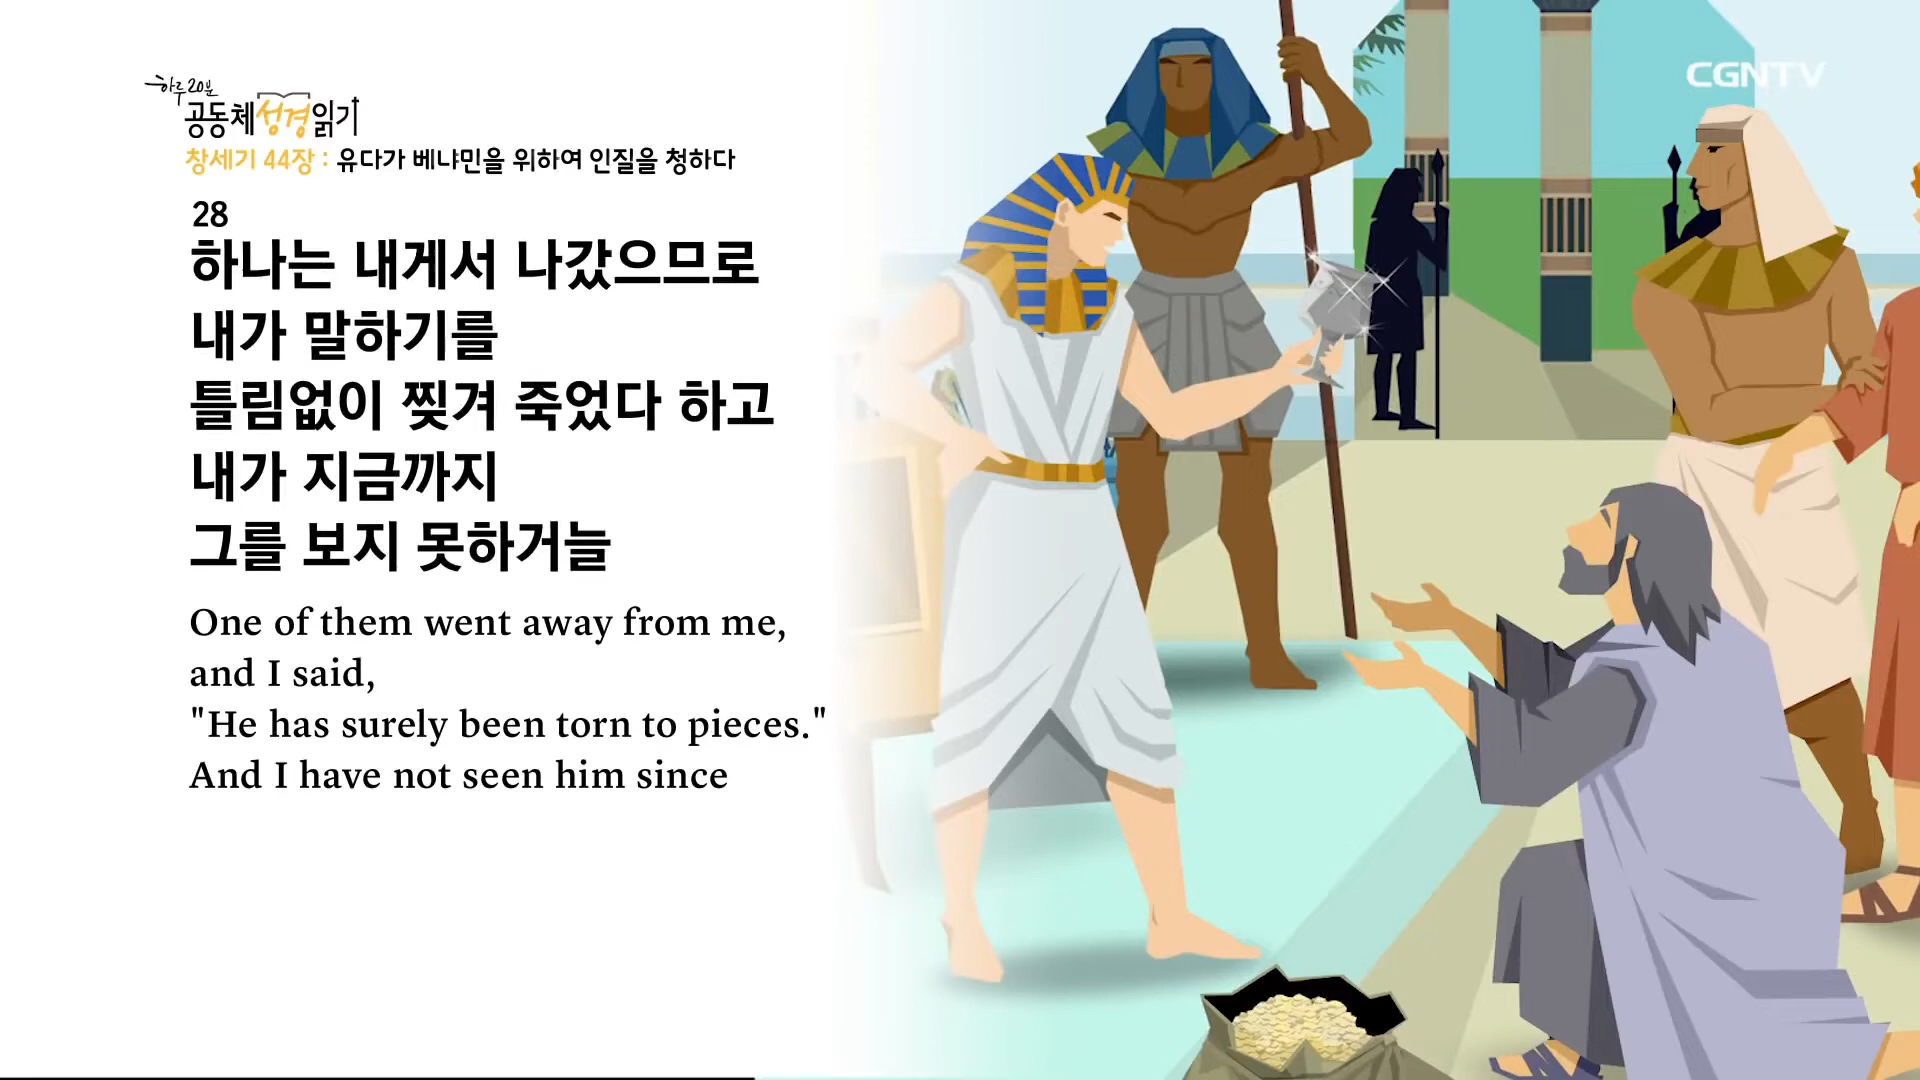 하루 20분
공동체성경읽기
창세기 44장 : 유다가 베냐민을 위하여 인질을 청하다
28
하나는 내게서 나갔으므로
내가 말하기를
틀림없이 찢겨 죽었다 하고
내가 지금까지
그를 보지 못하거늘
One of them went away from me,
and I said,
"He has surely been torn to pieces."
And I have not seen him since
CGNTV